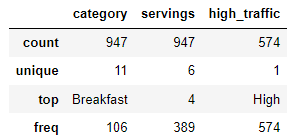 category servings high_traffic
count 947 947 574
unique 11 6 1
top Breakfast 4 High
freq 106 389 574